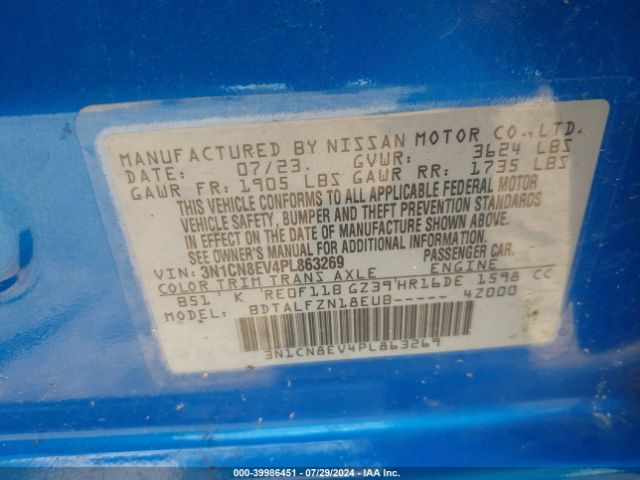 MANUFACTURED BY NISSAN MOTOR CO.,LTD.
DATE: 07/23. GVWR: 3624 LBS
GAWR FR: 1905 LBS GAWR RR: 1735 LBS
THIS VEHICLE CONFORMS TO ALL APPLICABLE FEDERAL MOTOR
VEHICLE SAFETY, BUMPER AND THEFT PREVENTION STANDARDS
IN EFFECT ON THE DATE OF MANUFACTURE SHOWN ABOVE.
SEE OWNER'S MANUAL FOR ADDITIONAL INFORMATION.
VIN: 3N1CN8EV4PL863269 PASSENGER CAR.
COLOR TRIM TRANS AXLE ENGINE
B51 K RE0F11B GZ39 HR16DE 1598 CC
BDTALFZN18EUB----- 4Z000
3N1CN8EV4PL863269
000-39986451 | 07/29/2024 - IAA Inc.